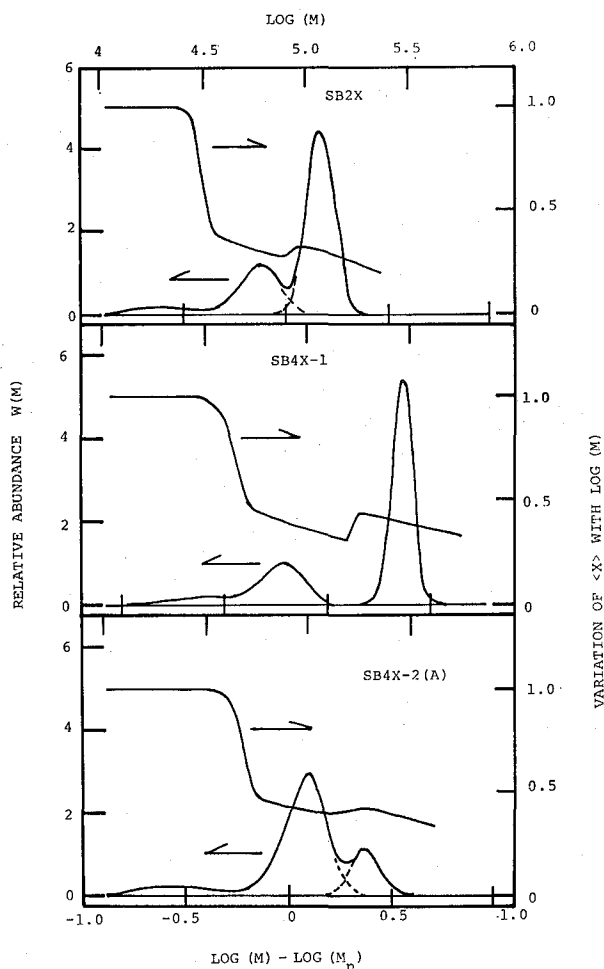 LOG (M)
4 4.5 5.0 5.5 6.0
6 SB2X
1.0
4
0.5
2
0 0
RELATIVE ABUNDANCE W(M)
VARIATION OF <X> WITH LOG (M)
6 SB4X-1
1.0
4
0.5
2
0 0
6 SB4X-2(A)
1.0
4
0.5
2
0 0
-1.0 -0.5 0 0.5 1.0
LOG (M) - LOG (Mn)